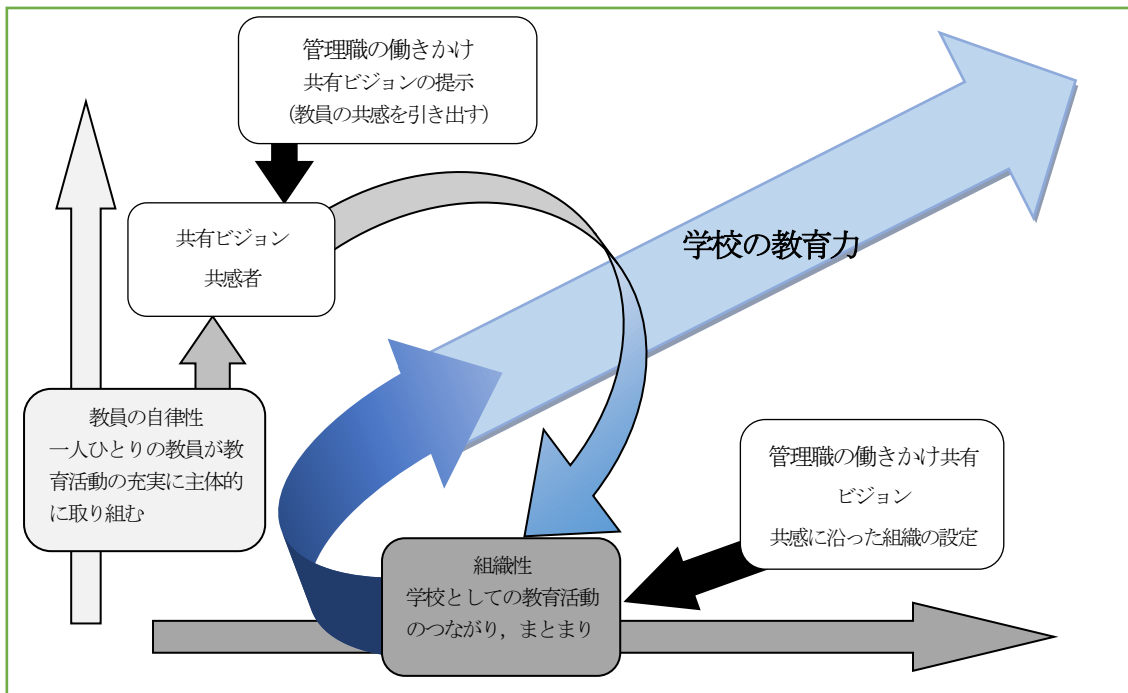 管理職の働きかけ
共有ビジョンの提示
(教員の共感を引き出す)
共有ビジョン
共感者
学校の教育力
教員の自律性
一人ひとりの教員が教
育活動の充実に主体的
に取り組む
管理職の働きかけ共有
ビジョン
共感に沿った組織の設定
組織性
学校としての教育活動
のつながり，まとまり